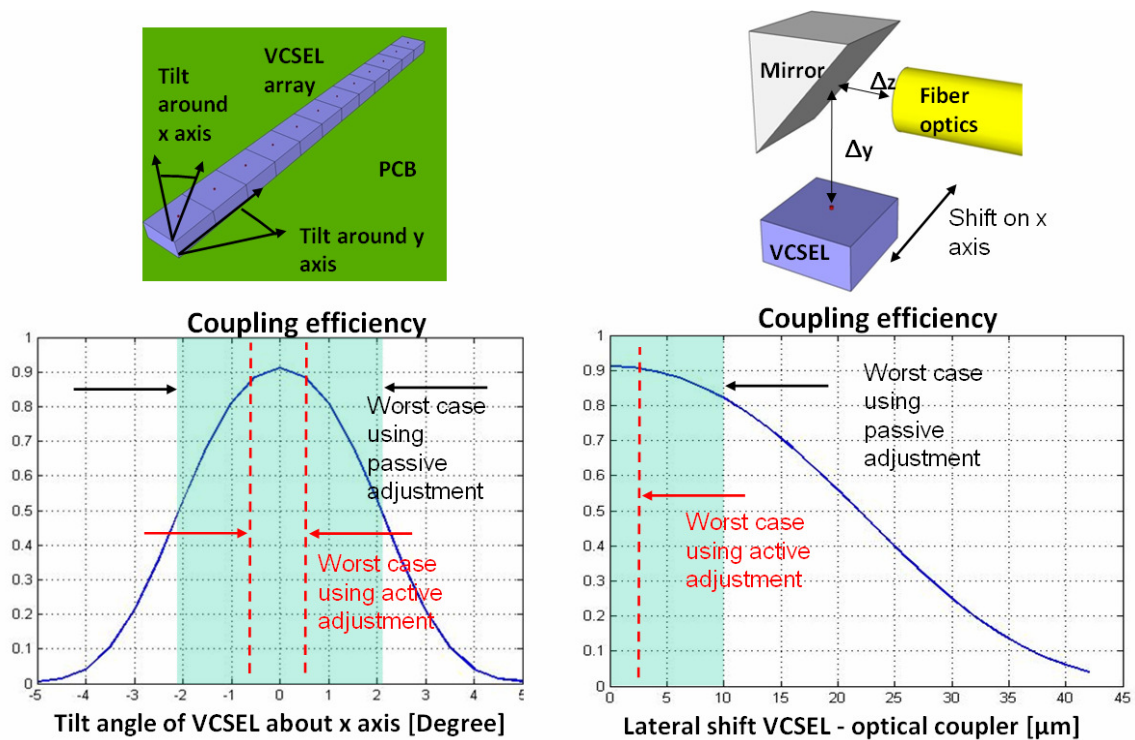 VCSEL
array
Tilt
around
x axis
PCB
Tilt around y
axis
Mirror
Δz
Fiber
optics
Δy
Shift on x
axis
VCSEL
Coupling efficiency
1
0.9
0.8
0.7
0.6
0.5
0.4
0.3
0.2
0.1
0
-5
-4
-3
-2
-1
0
1
2
3
4
5
Worst case
using
passive
adjustment
Worst case
using active
adjustment
Tilt angle of VCSEL about x axis [Degree]
Coupling efficiency
1
0.9
0.8
0.7
0.6
0.5
0.4
0.3
0.2
0.1
0
0
5
10
15
20
25
30
35
40
45
Worst case
using
passive
adjustment
Worst case
using active
adjustment
Lateral shift VCSEL - optical coupler [μm]